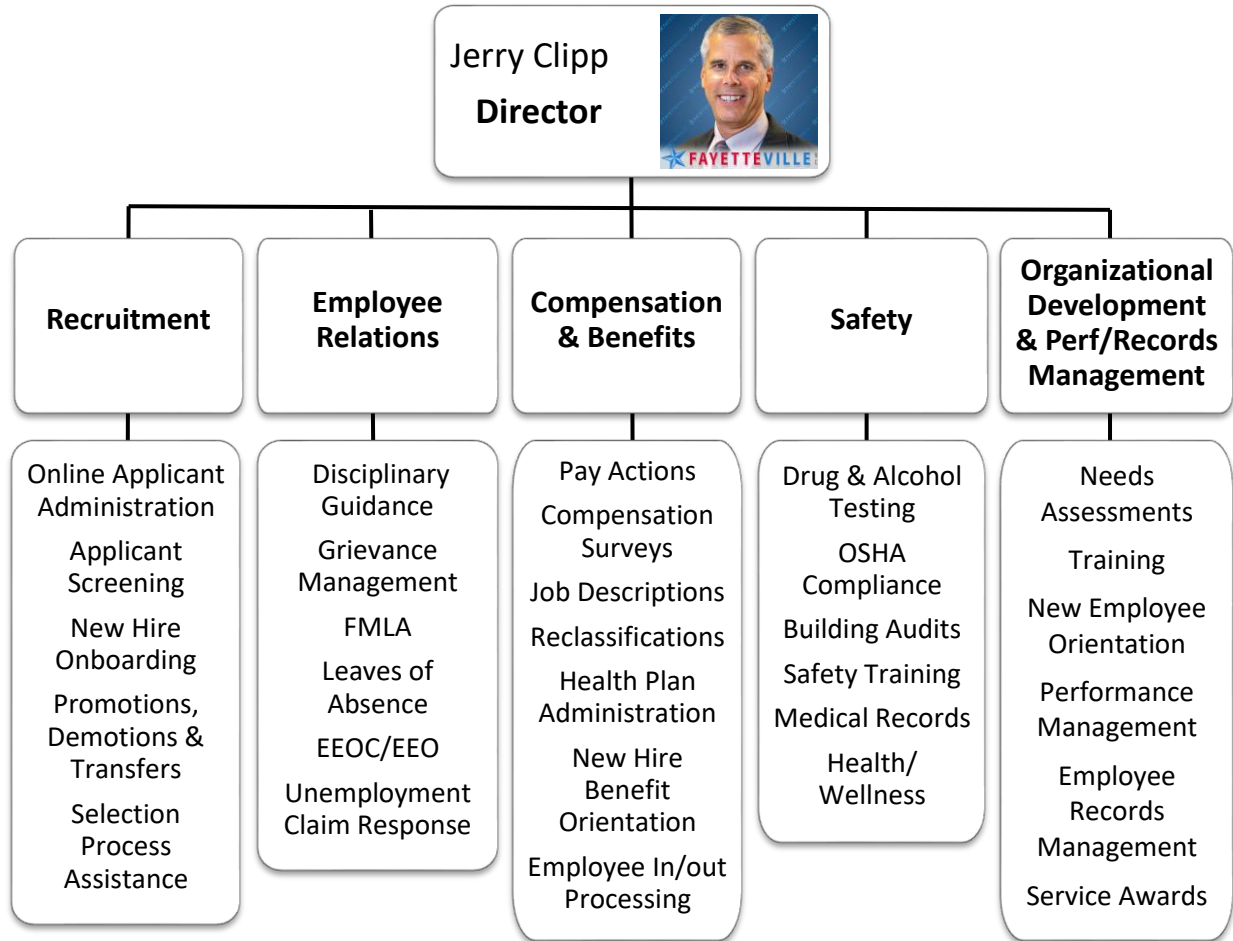 Jerry Clipp
Director
FAYETTEVILLE
Recruitment
Employee
Relations
Compensation
& Benefits
Safety
Organizational
Development
& Perf/Records
Management
Online Applicant
Administration
Applicant
Screening
New Hire
Onboarding
Promotions,
Demotions &
Transfers
Selection
Process
Assistance
Disciplinary
Guidance
Grievance
Management
FMLA
Leaves of
Absence
EEOC/EEO
Unemployment
Claim Response
Pay Actions
Compensation
Surveys
Job Descriptions
Reclassifications
Health Plan
Administration
New Hire
Benefit
Orientation
Employee In/out
Processing
Drug & Alcohol
Testing
OSHA
Compliance
Building Audits
Safety Training
Medical Records
Health/
Wellness
Needs
Assessments
Training
New Employee
Orientation
Performance
Management
Employee
Records
Management
Service Awards